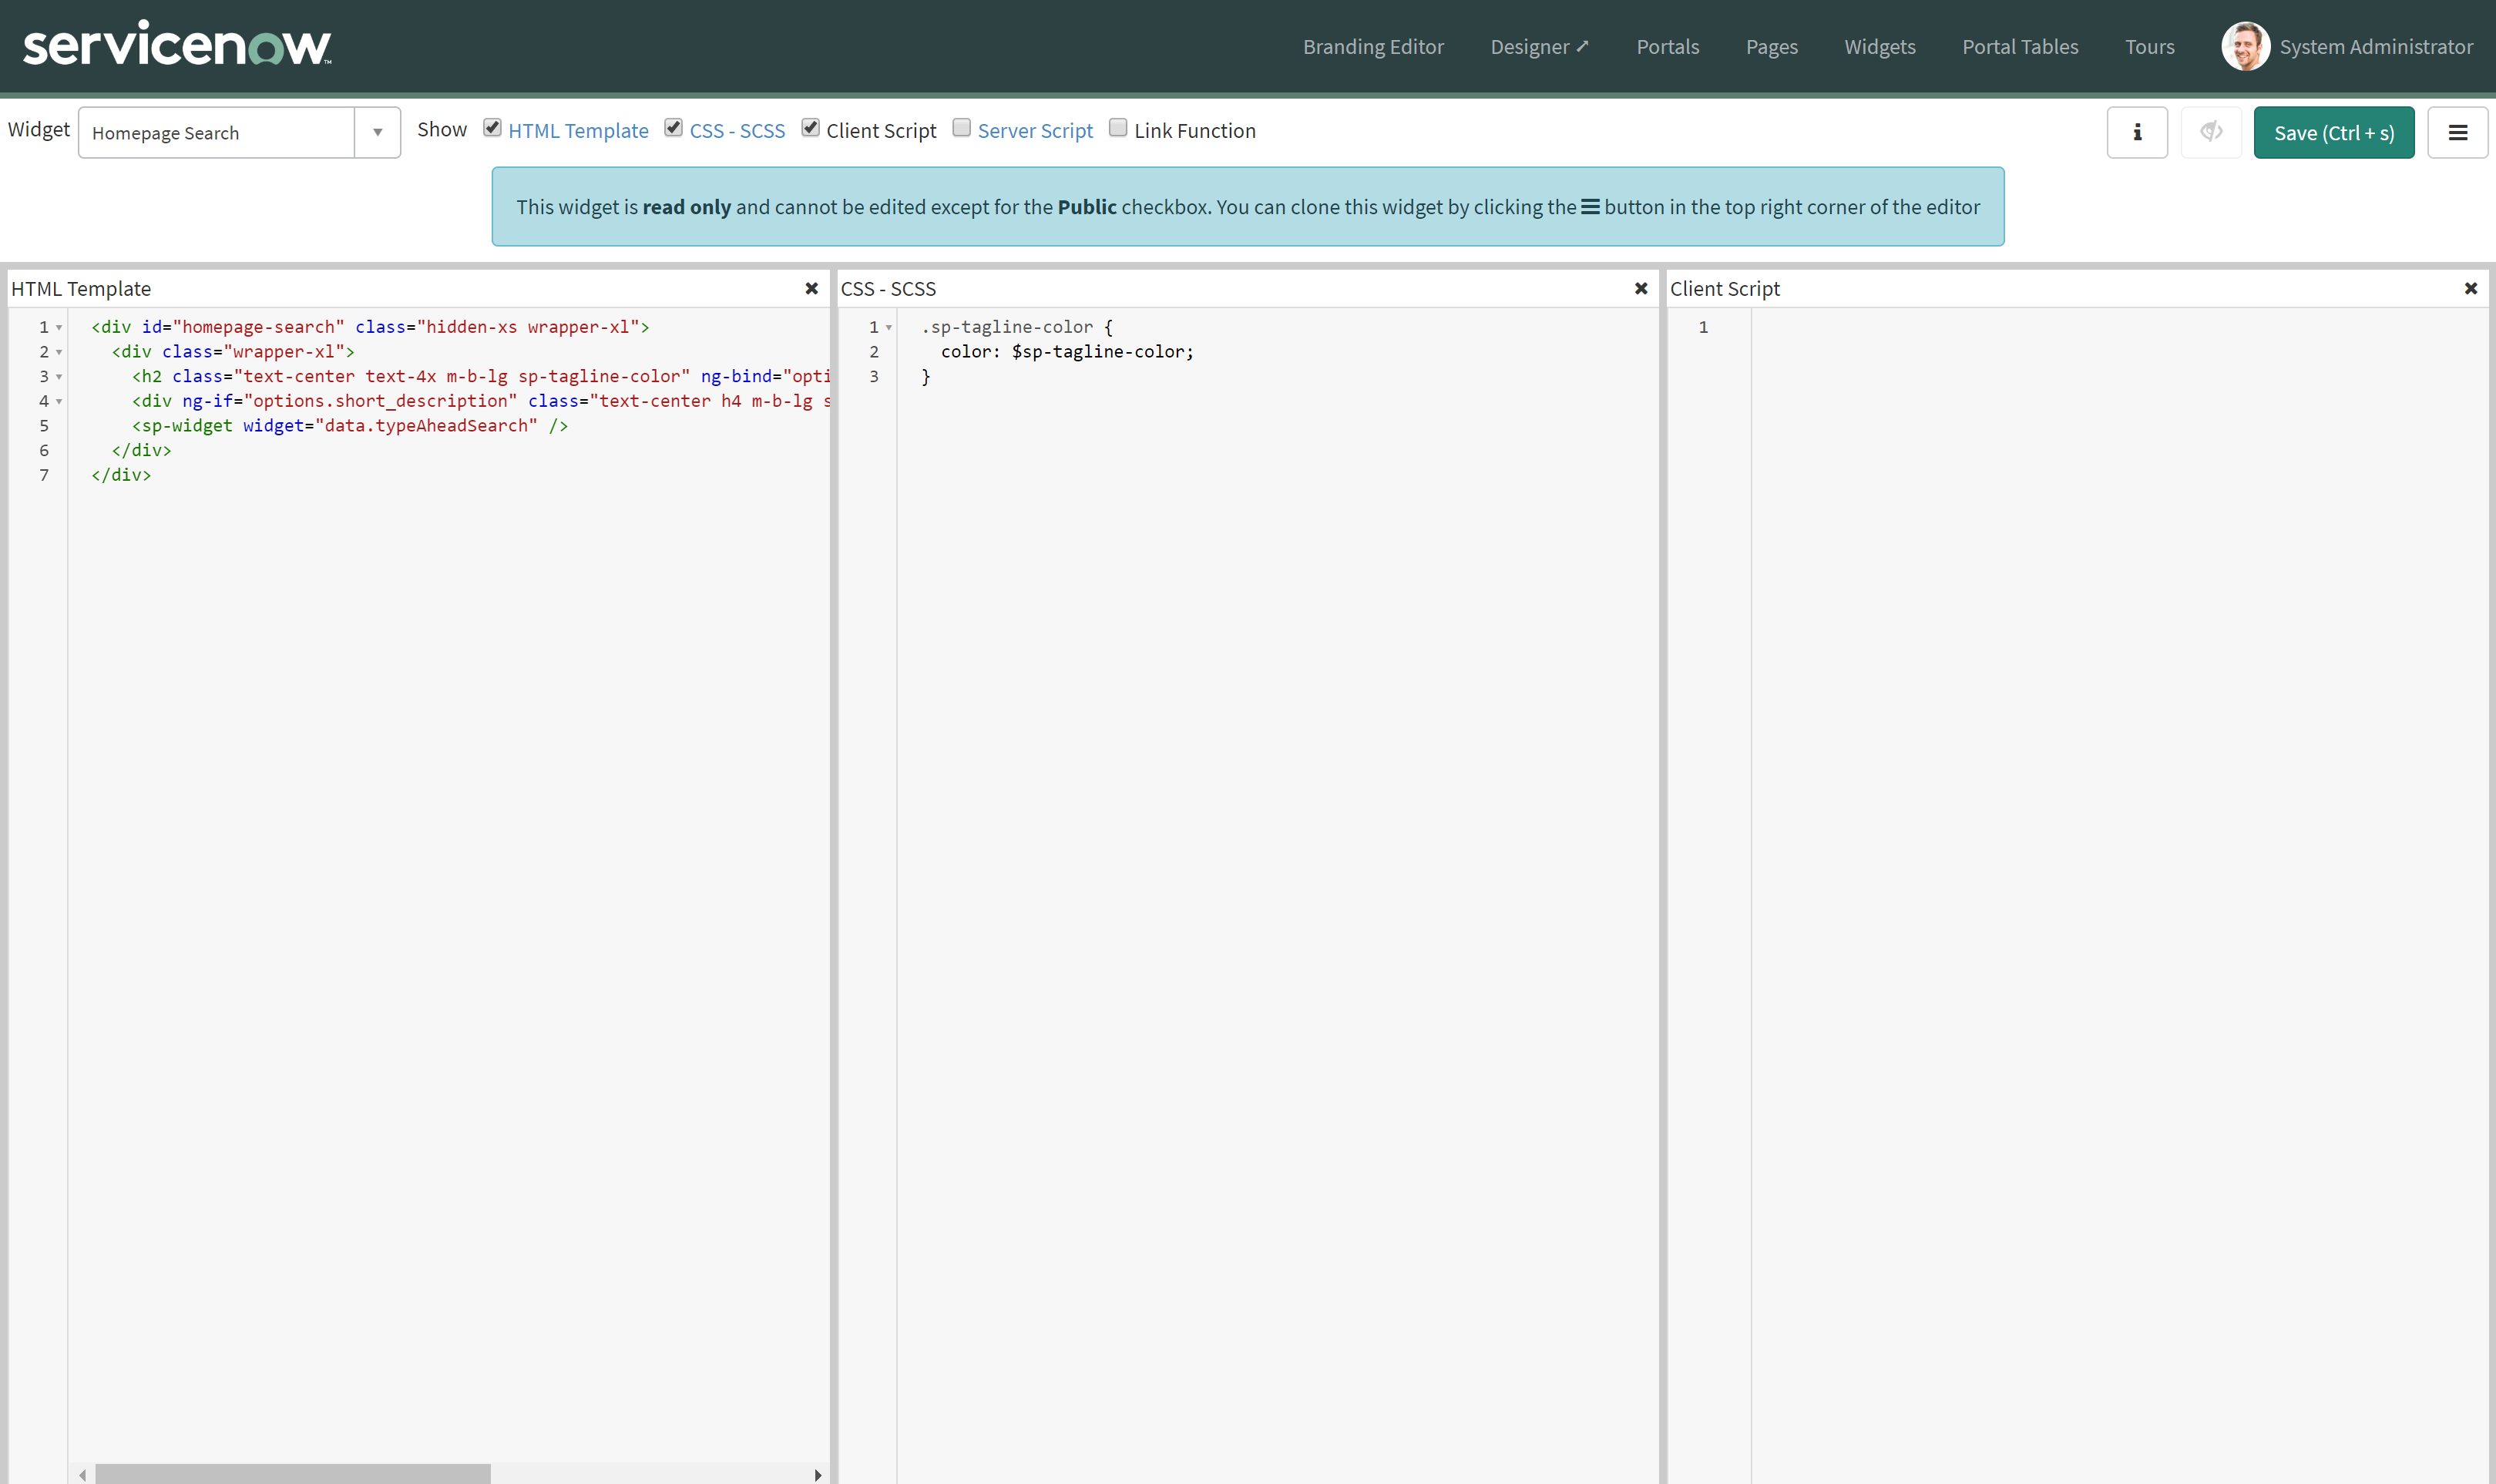 servicenow™
Branding Editor Designer ➚ Portals Pages Widgets Portal Tables Tours System Administrator
Widget Homepage Search Show HTML Template CSS - SCSS Client Script Server Script Link Function i Save (Ctrl + s)
This widget is read only and cannot be edited except for the Public checkbox. You can clone this widget by clicking the ☰ button in the top right corner of the editor
HTML Template
1 <div id="homepage-search" class="hidden-xs wrapper-xl">
2 <div class="wrapper-xl">
3 <h2 class="text-center text-4x m-b-lg sp-tagline-color" ng-bind="opti
4 <div ng-if="options.short_description" class="text-center h4 m-b-lg s
5 <sp-widget widget="data.typeAheadSearch" />
6 </div>
7 </div>
CSS - SCSS
1 .sp-tagline-color {
2 color: $sp-tagline-color;
3 }
Client Script
1